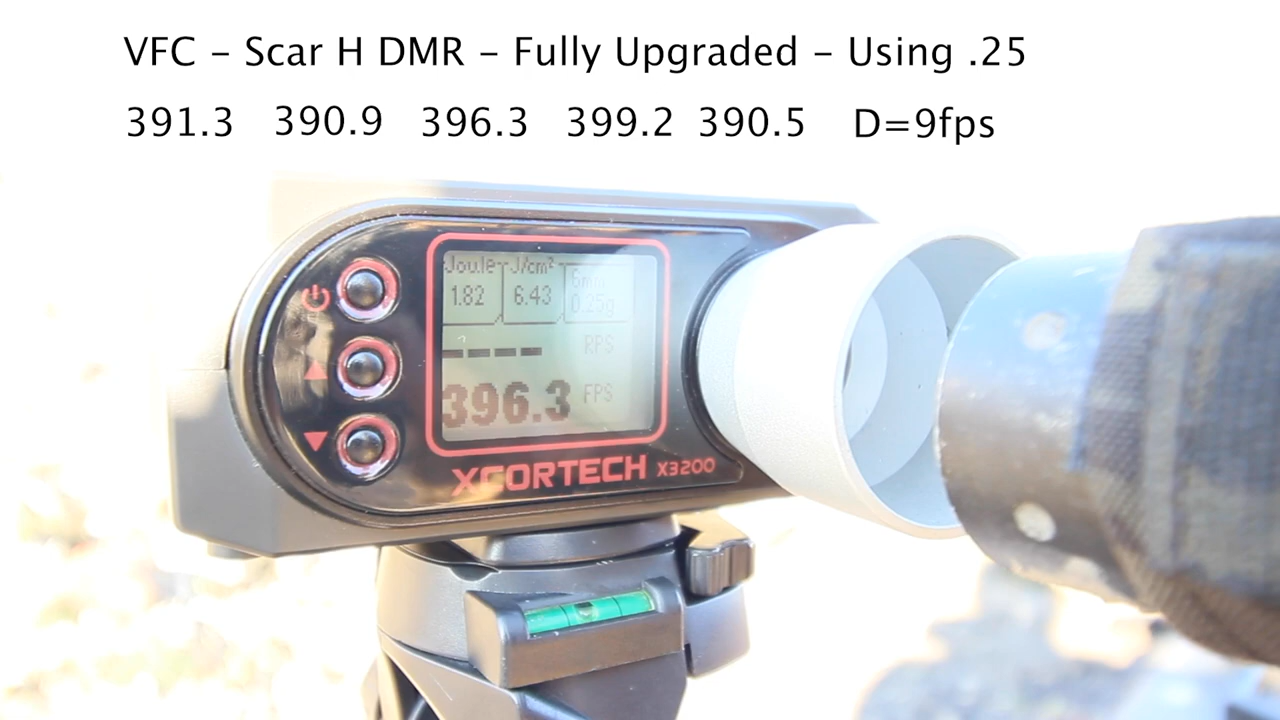 VFC – Scar H DMR – Fully Upgraded – Using .25
391.3 390.9 396.3 399.2 390.5 D=9fps
Joule J/cm² 6mm
1.82 6.43 0.25g
---- RPS
396.3 FPS
XCORTECH X3200